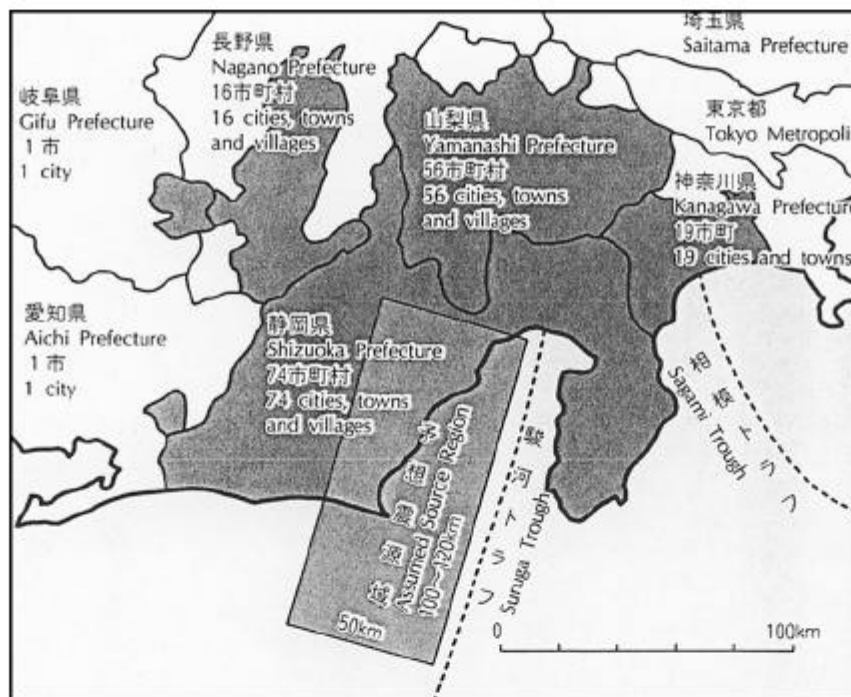 長野県
Nagano Prefecture
16市町村
16 cities, towns
and villages
埼玉県
Saitama Prefecture
岐阜県
Gifu Prefecture
1市
1 city
山梨県
Yamanashi Prefecture
56市町村
56 cities, towns
and villages
東京都
Tokyo Metropoli
神奈川県
Kanagawa Prefecture
19市町
19 cities and towns
愛知県
Aichi Prefecture
1市
1 city
静岡県
Shizuoka Prefecture
74市町村
74 cities, towns
and villages
予想震源域
Assumed Source Region
100~120km
50km
駿河トラフ
Suruga Trough
相模トラフ
Sagami Trough
0 100km